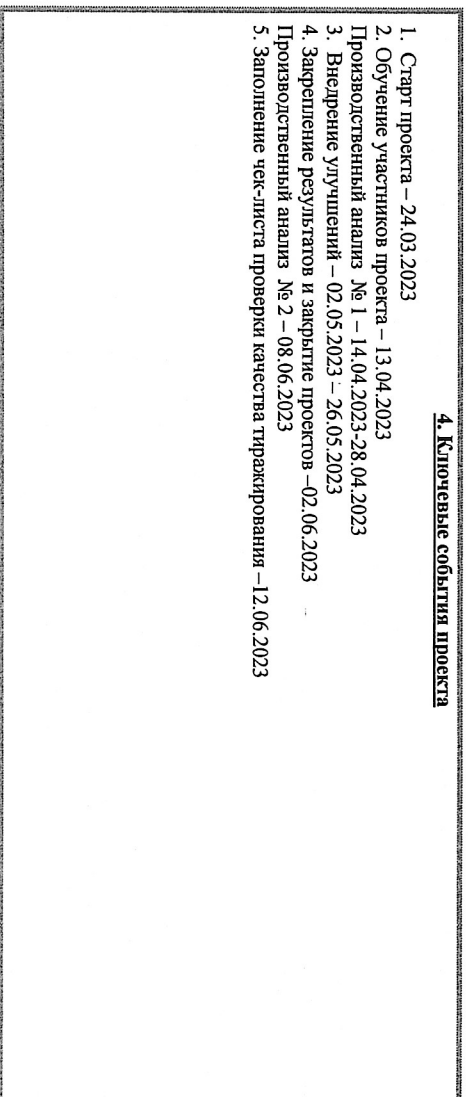 4. Ключевые события проекта
1. Старт проекта – 24.03.2023
2. Обучение участников проекта – 13.04.2023
Производственный анализ № 1 – 14.04.2023-28.04.2023
3. Внедрение улучшений – 02.05.2023 – 26.05.2023
4. Закрепление результатов и закрытие проектов –02.06.2023
Производственный анализ № 2 – 08.06.2023
5. Заполнение чек-листа проверки качества тиражирования –12.06.2023